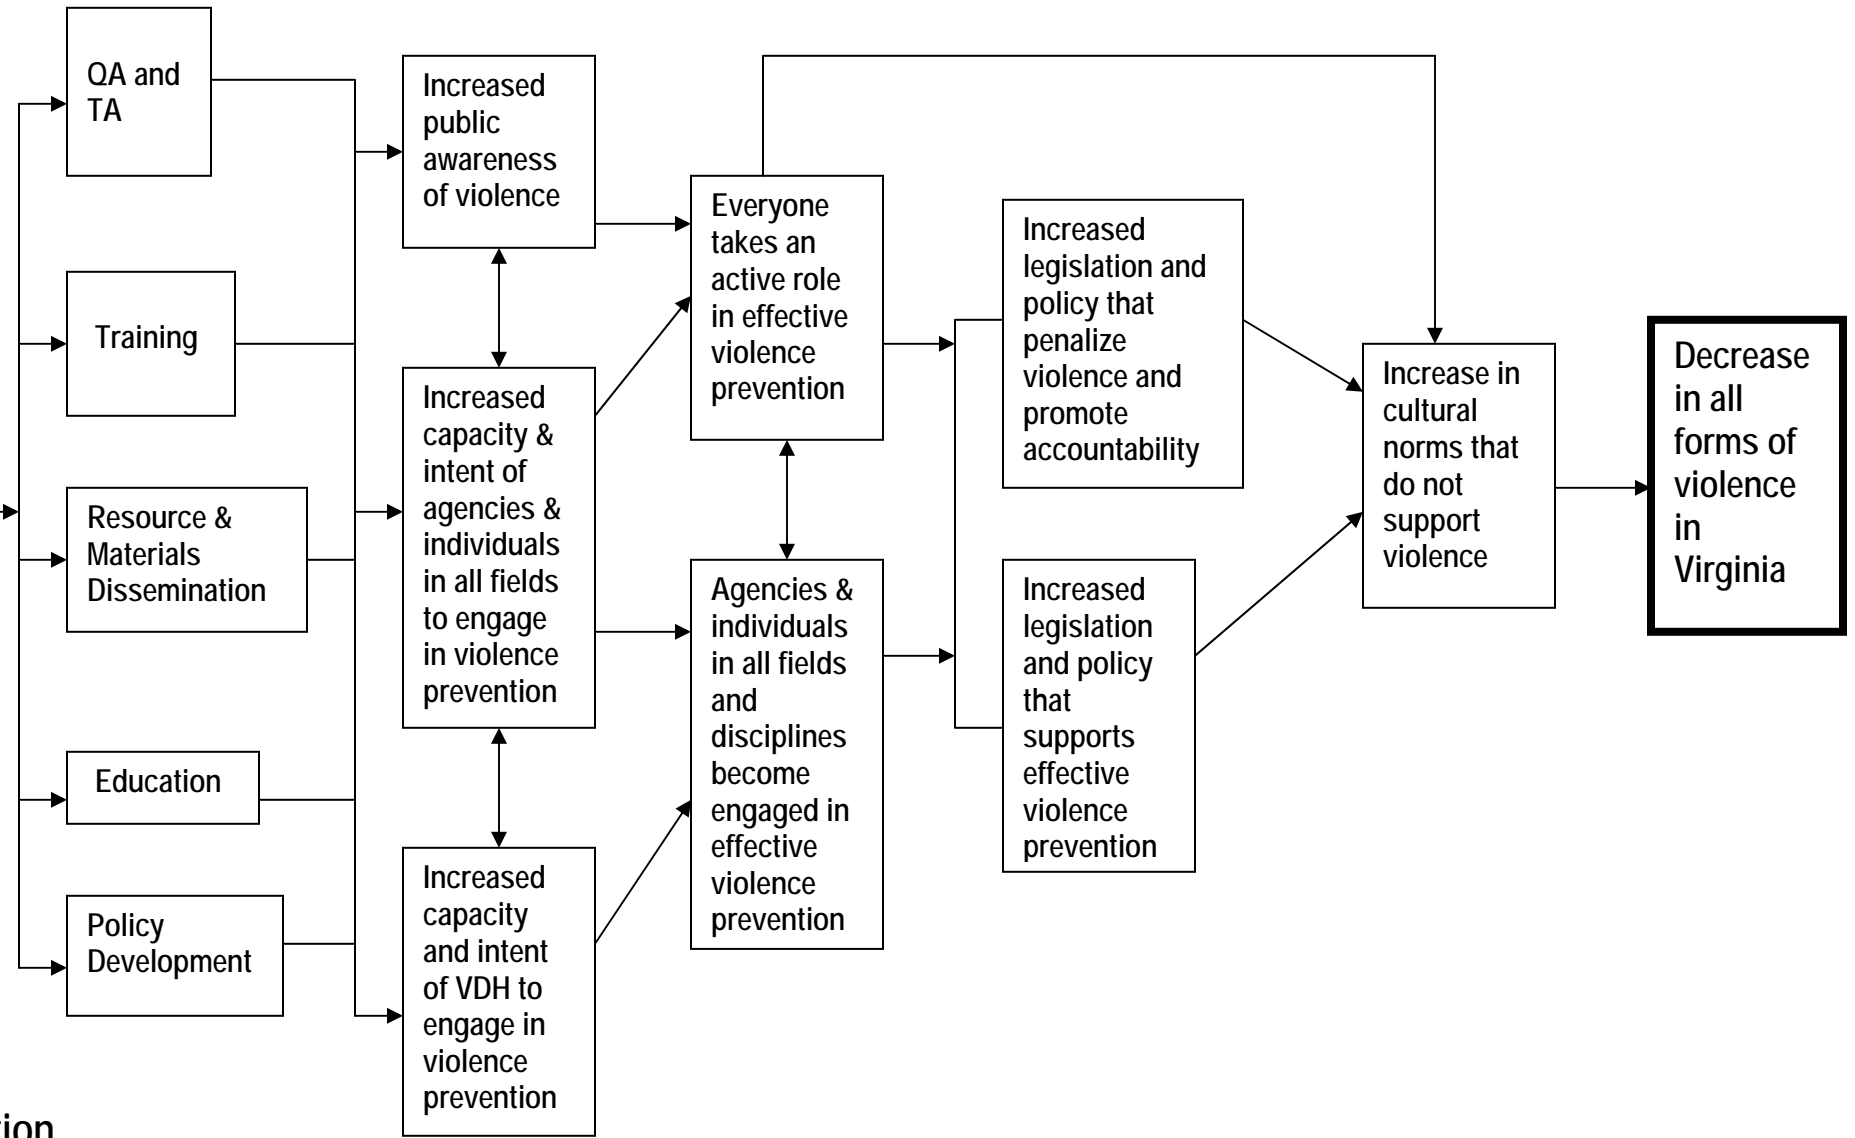 QA and
TA
Training
Resource &
Materials
Dissemination
Education
Policy
Development
Increased
public
awareness
of violence
Increased
capacity &
intent of
agencies &
individuals
in all fields
to engage
in violence
prevention
Increased
capacity
and intent
of VDH to
engage in
violence
prevention
Everyone
takes an
active role
in effective
violence
prevention
Agencies &
individuals
in all fields
and
disciplines
become
engaged in
effective
violence
prevention
Increased
legislation and
policy that
penalize
violence and
promote
accountability
Increased
legislation
and policy
that
supports
effective
violence
prevention
Increase in
cultural
norms that
do not
support
violence
Decrease
in all
forms of
violence
in
Virginia